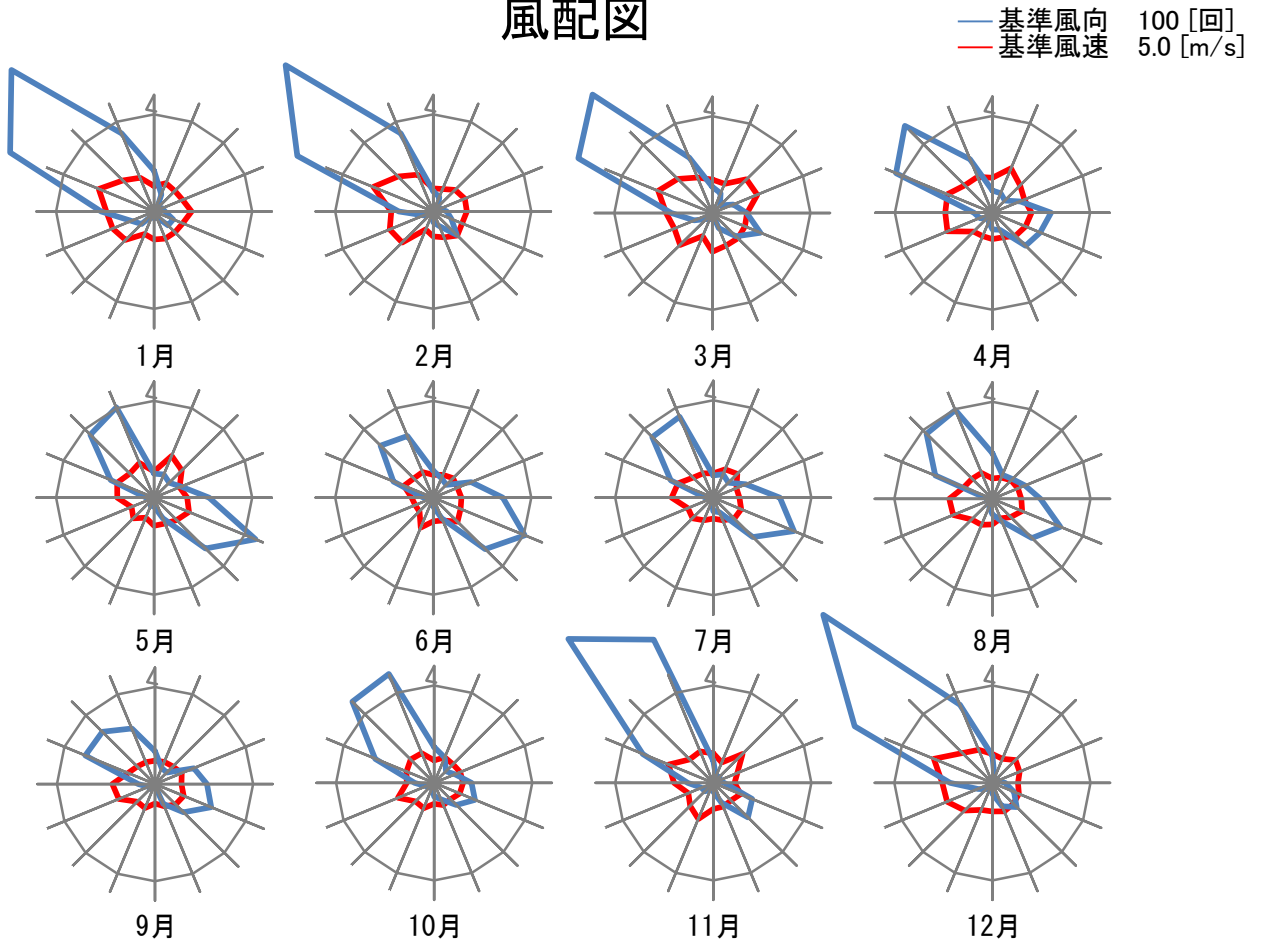 風配図
基準風向 100 [回]
基準風速 5.0 [m/s]
1月
2月
3月
4月
5月
6月
7月
8月
9月
10月
11月
12月